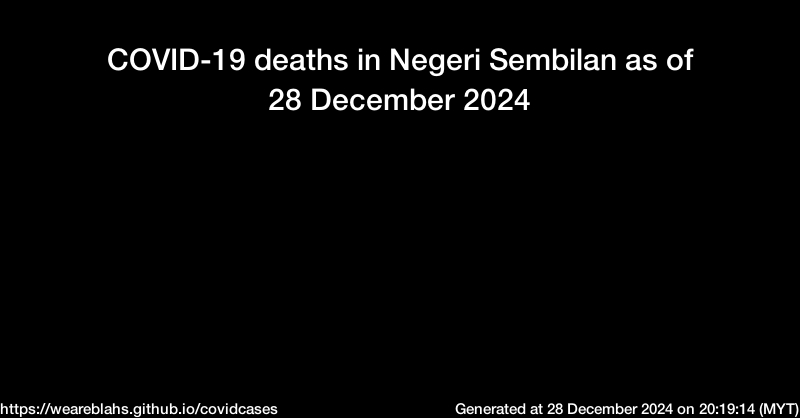 COVID-19 deaths in Negeri Sembilan as of
28 December 2024
https://weareblahs.github.io/covidcases
Generated at 28 December 2024 on 20:19:14 (MYT)